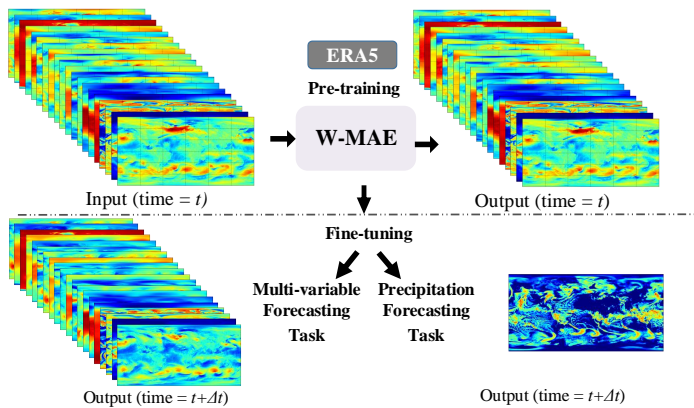 ERA5
Pre-training
W-MAE
Input (time = t)
Output (time = t)
Fine-tuning
Multi-variable
Forecasting
Task
Precipitation
Forecasting
Task
Output (time = t+Δt)
Output (time = t+Δt)